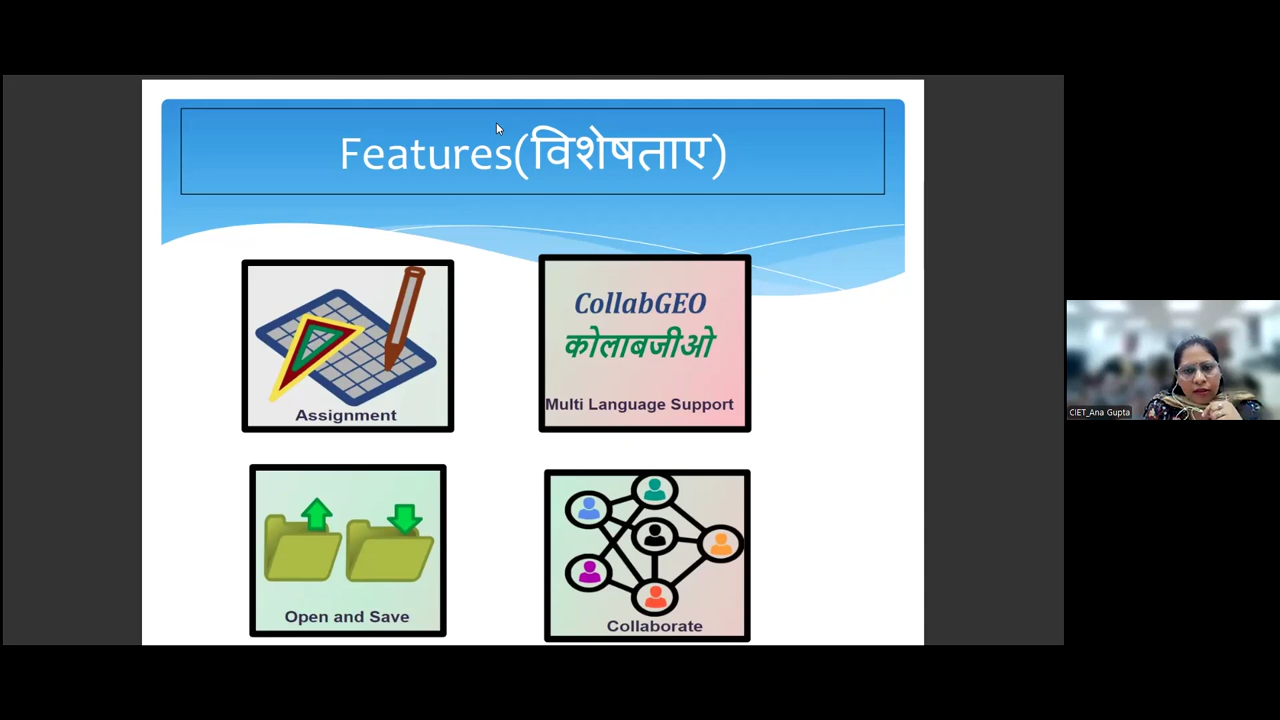 Features(विशेषताए)
Assignment
CollabGEO
कोलाबजीओ
Multi Language Support
Open and Save
Collaborate
CIET_Ana Gupta